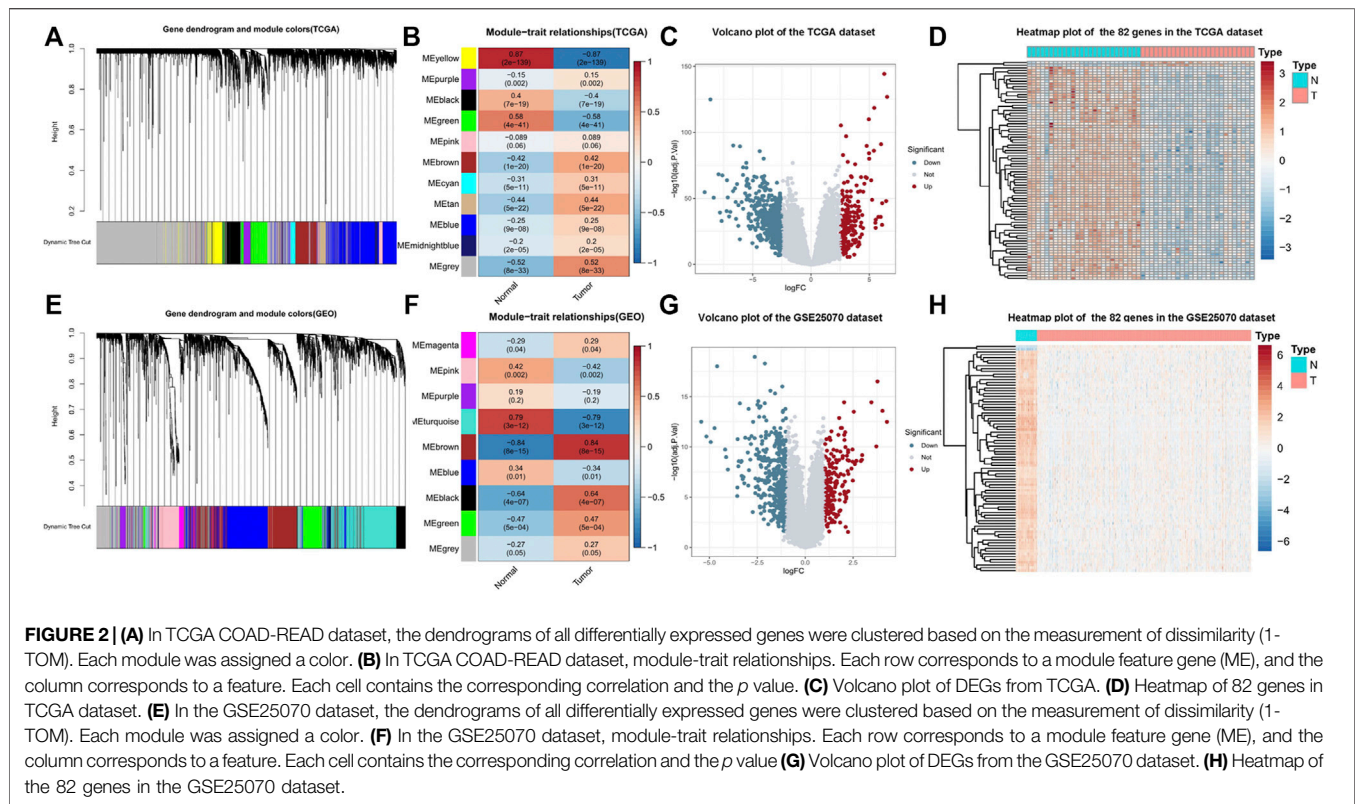 A
Gene dendrogram and module colors(TCGA)
Height
1.0
0.8
0.6
0.4
0.2
Dynamic Tree Cut
B
Module−trait relationships(TCGA)
MEyellow
0.87
(2e−139)
−0.87
(2e−139)
MEpurple
−0.15
(0.002)
0.15
(0.002)
MEblack
0.4
(7e−19)
−0.4
(7e−19)
MEgreen
0.58
(4e−41)
−0.58
(4e−41)
MEpink
−0.089
(0.06)
0.089
(0.06)
MEbrown
−0.42
(1e−20)
0.42
(1e−20)
MEcyan
−0.31
(5e−11)
0.31
(5e−11)
MEtan
−0.44
(5e−22)
0.44
(5e−22)
MEblue
−0.25
(9e−08)
0.25
(9e−08)
MEmidnightblue
−0.2
(2e−05)
0.2
(2e−05)
MEgrey
−0.52
(8e−33)
0.52
(8e−33)
Normal
Tumor
1
0.5
0
−0.5
−1
C
Volcano plot of the TCGA dataset
−log10(adj.P.Val)
150
100
50
0
−5
0
5
logFC
Significant
Down
Not
Up
D
Heatmap plot of the 82 genes in the TCGA dataset
Type
3
2
1
0
−1
−2
−3
Type
N
T
E
Gene dendrogram and module colors(GEO)
Height
1.0
0.9
0.8
0.7
0.6
0.5
0.4
Dynamic Tree Cut
F
Module−trait relationships(GEO)
MEmagenta
−0.29
(0.04)
0.29
(0.04)
MEpink
0.42
(0.002)
−0.42
(0.002)
MEpurple
0.19
(0.2)
−0.19
(0.2)
MEturquoise
0.79
(3e−12)
−0.79
(3e−12)
MEbrown
−0.84
(8e−15)
0.84
(8e−15)
MEblue
0.34
(0.01)
−0.34
(0.01)
MEblack
−0.64
(4e−07)
0.64
(4e−07)
MEgreen
−0.47
(5e−04)
0.47
(5e−04)
MEgrey
−0.27
(0.05)
0.27
(0.05)
Normal
Tumor
1
0.5
0
−0.5
−1
G
Volcano plot of the GSE25070 dataset
−log10(adj.P.Val)
20
15
10
5
0
−5.0
−2.5
0.0
2.5
logFC
Significant
Down
Not
Up
H
Heatmap plot of the 82 genes in the GSE25070 dataset
Type
6
4
2
0
−2
−4
−6
Type
N
T
FIGURE 2 | (A) In TCGA COAD-READ dataset, the dendrograms of all differentially expressed genes were clustered based on the measurement of dissimilarity (1-
TOM). Each module was assigned a color. (B) In TCGA COAD-READ dataset, module-trait relationships. Each row corresponds to a module feature gene (ME), and the
column corresponds to a feature. Each cell contains the corresponding correlation and the p value. (C) Volcano plot of DEGs from TCGA. (D) Heatmap of 82 genes in
TCGA dataset. (E) In the GSE25070 dataset, the dendrograms of all differentially expressed genes were clustered based on the measurement of dissimilarity (1-
TOM). Each module was assigned a color. (F) In the GSE25070 dataset, module-trait relationships. Each row corresponds to a module feature gene (ME), and the
column corresponds to a feature. Each cell contains the corresponding correlation and the p value (G) Volcano plot of DEGs from the GSE25070 dataset. (H) Heatmap of
the 82 genes in the GSE25070 dataset.